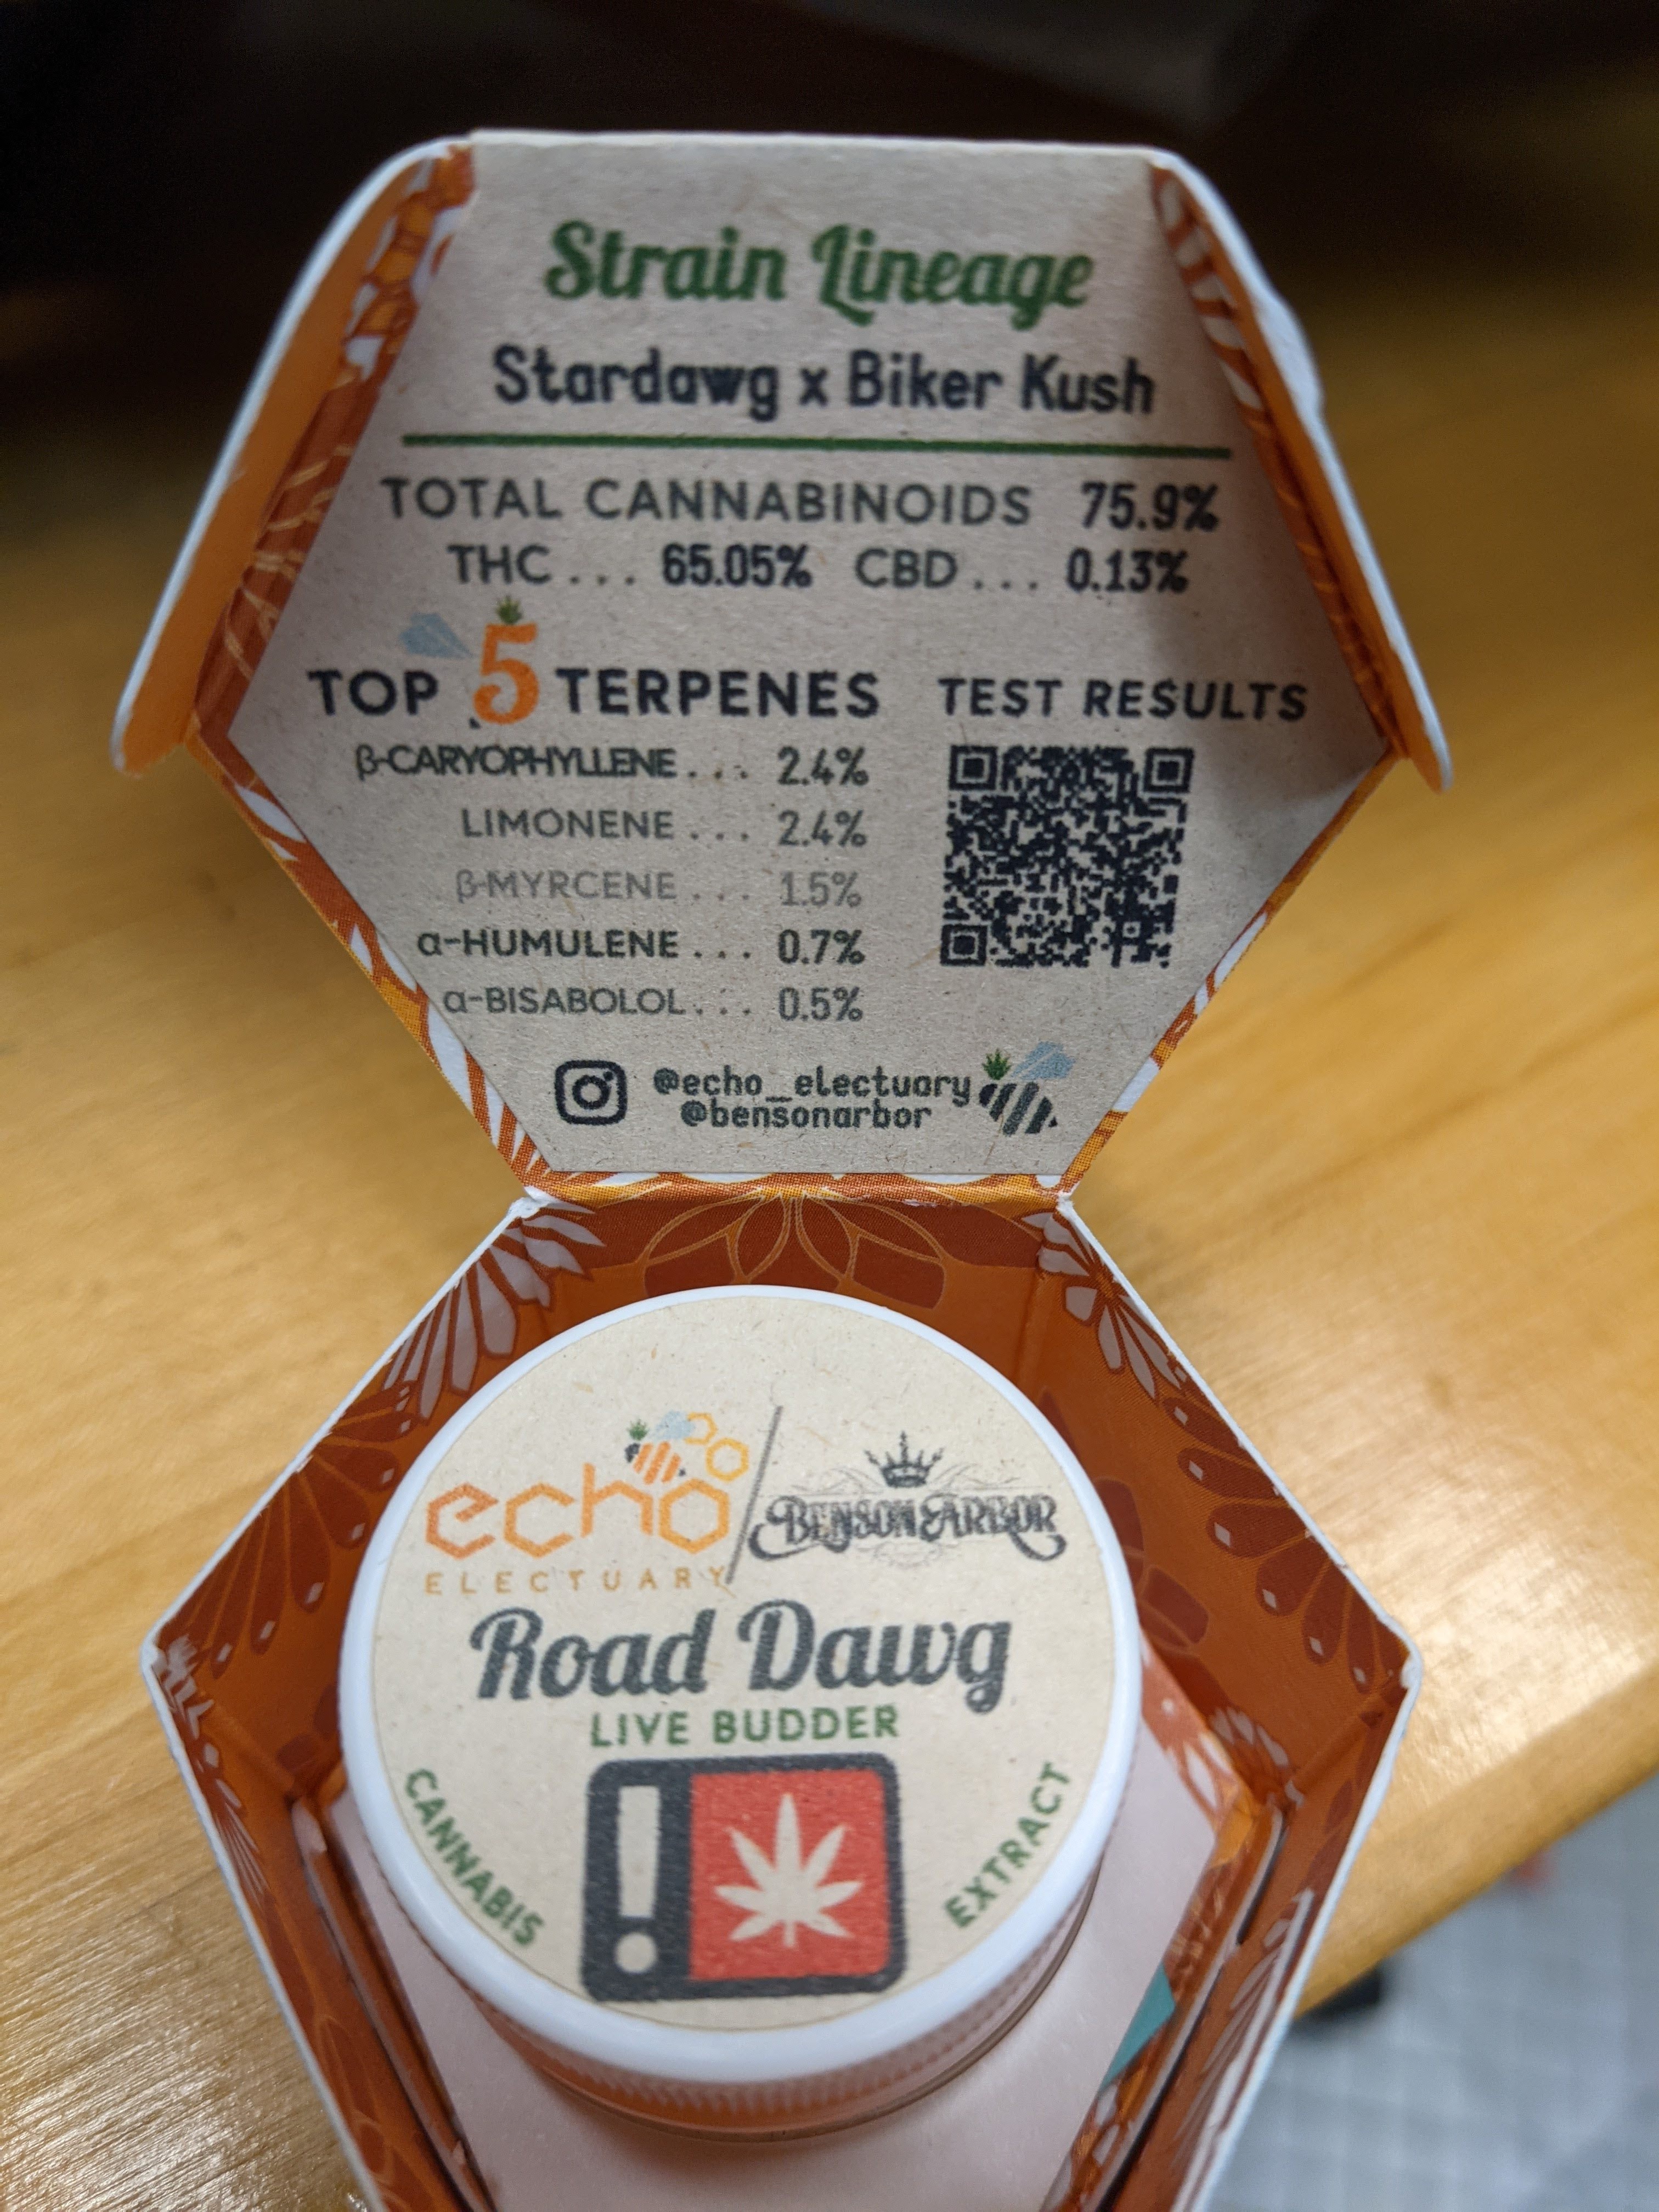 Strain Lineage
Stardawg x Biker Kush
TOTAL CANNABINOIDS 75.9%
THC... 65.05% CBD... 0.13%
TOP 5 TERPENES
β-CARYOPHYLLENE... 2.4%
LIMONENE... 2.4%
β-MYRCENE... 1.5%
α-HUMULENE... 0.7%
α-BISABOLOL... 0.5%
TEST RESULTS
@echo_electuary
@bensonarbor
echo
ELECTUARY
BENSON ARBOR
Road Dawg
LIVE BUDDER
CANNABIS
EXTRACT
!